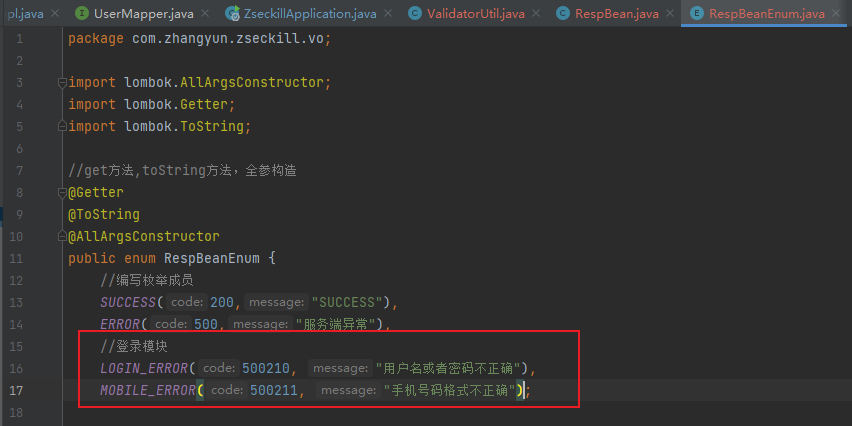 pl.java UserMapper.java ZseckillApplication.java ValidatorUtil.java RespBean.java RespBeanEnum.java
1 package com.zhangyun.zseckill.vo;
2
3 import lombok.AllArgsConstructor;
4 import lombok.Getter;
5 import lombok.ToString;
6
7 //get方法,toString方法，全参构造
8 @Getter
9 @ToString
10 @AllArgsConstructor
11 public enum RespBeanEnum {
12 //编写枚举成员
13 SUCCESS( code: 200, message: "SUCCESS"),
14 ERROR( code: 500, message: "服务端异常"),
15 //登录模块
16 LOGIN_ERROR( code: 500210, message: "用户名或者密码不正确"),
17 MOBILE_ERROR( code: 500211, message: "手机号码格式不正确");
18